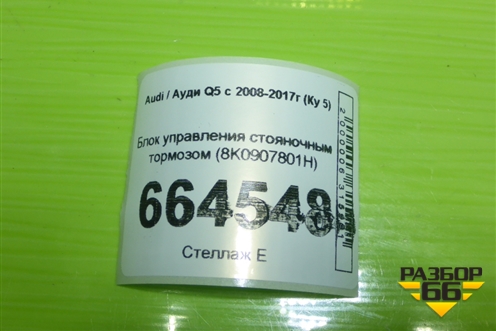 Audi / Ауди Q5 с 2008-2017г (Ку 5)
Блок управления стояночным
тормозом (8K0907801H)
664548
Стеллаж Е
РАЗБОР
66